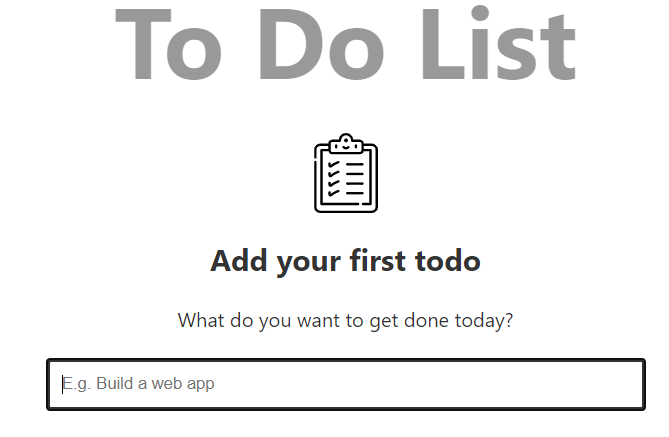 To Do List
Add your first todo
What do you want to get done today?
E.g. Build a web app